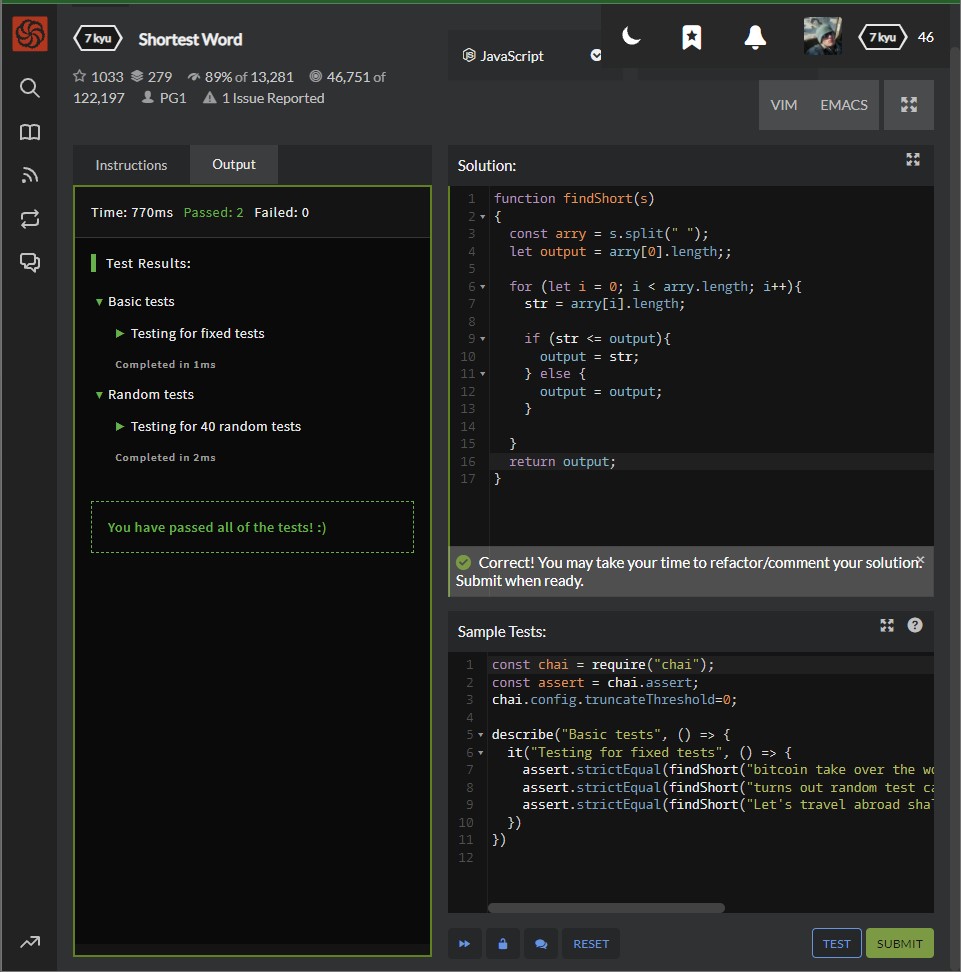 7 kyu Shortest Word
1033 279 89% of 13,281 46,751 of
122,197 PG1 1 Issue Reported
JavaScript
7 kyu 46
VIM EMACS
Instructions Output
Time: 770ms Passed: 2 Failed: 0
Test Results:
Basic tests
Testing for fixed tests
Completed in 1ms
Random tests
Testing for 40 random tests
Completed in 2ms
You have passed all of the tests! :)
Solution:
1 function findShort(s)
2 {
3 const arry = s.split(" ");
4 let output = arry[0].length;;
5
6 for (let i = 0; i < arry.length; i++){
7 str = arry[i].length;
8
9 if (str <= output){
10 output = str;
11 } else {
12 output = output;
13 }
14
15 }
16 return output;
17 }
Correct! You may take your time to refactor/comment your solution.
Submit when ready.
Sample Tests:
1 const chai = require("chai");
2 const assert = chai.assert;
3 chai.config.truncateThreshold=0;
4
5 describe("Basic tests", () => {
6 it("Testing for fixed tests", () => {
7 assert.strictEqual(findShort("bitcoin take over the
8 assert.strictEqual(findShort("turns out random test
9 assert.strictEqual(findShort("Let's travel abroad
10 })
11 })
12
RESET TEST SUBMIT